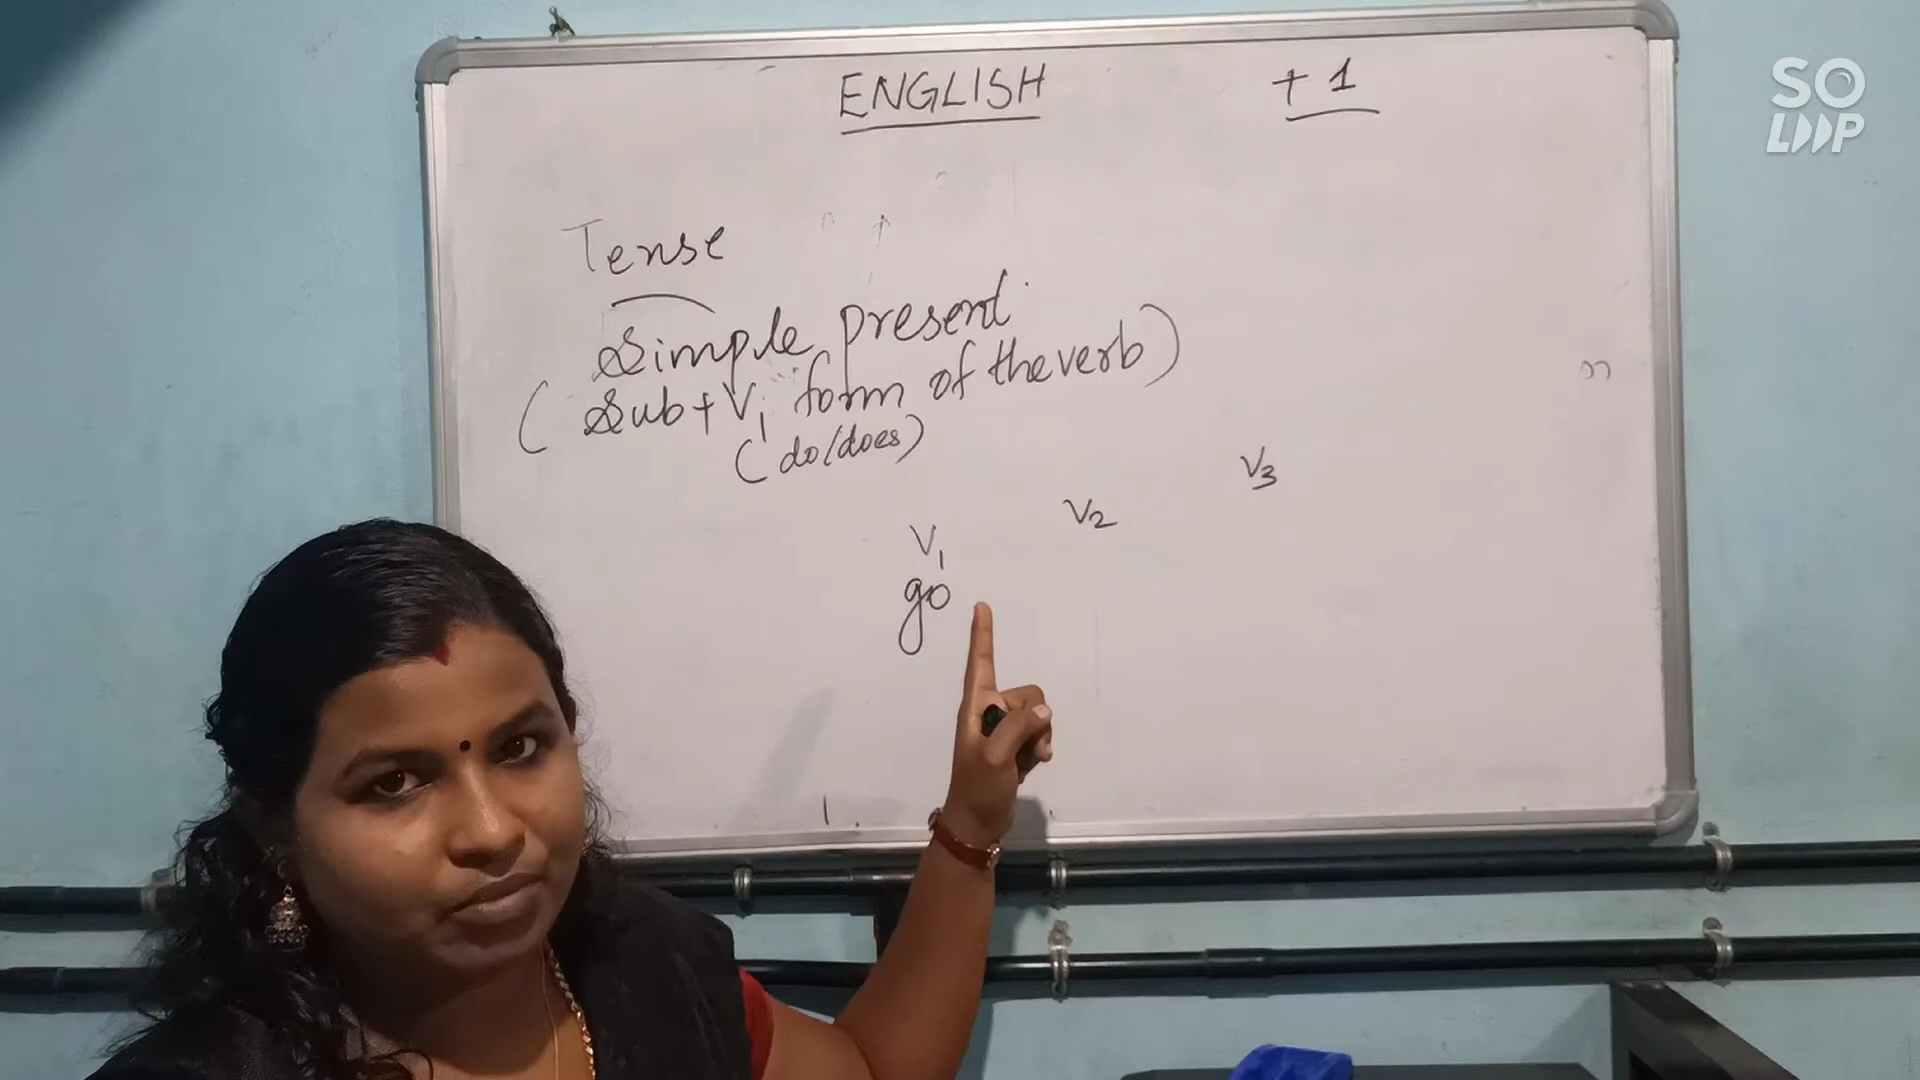 ENGLISH +1
Tense
Simple present
(Sub+V1 form of the verb)
(do/does)
V1 V2 V3
go
SO
LOOP